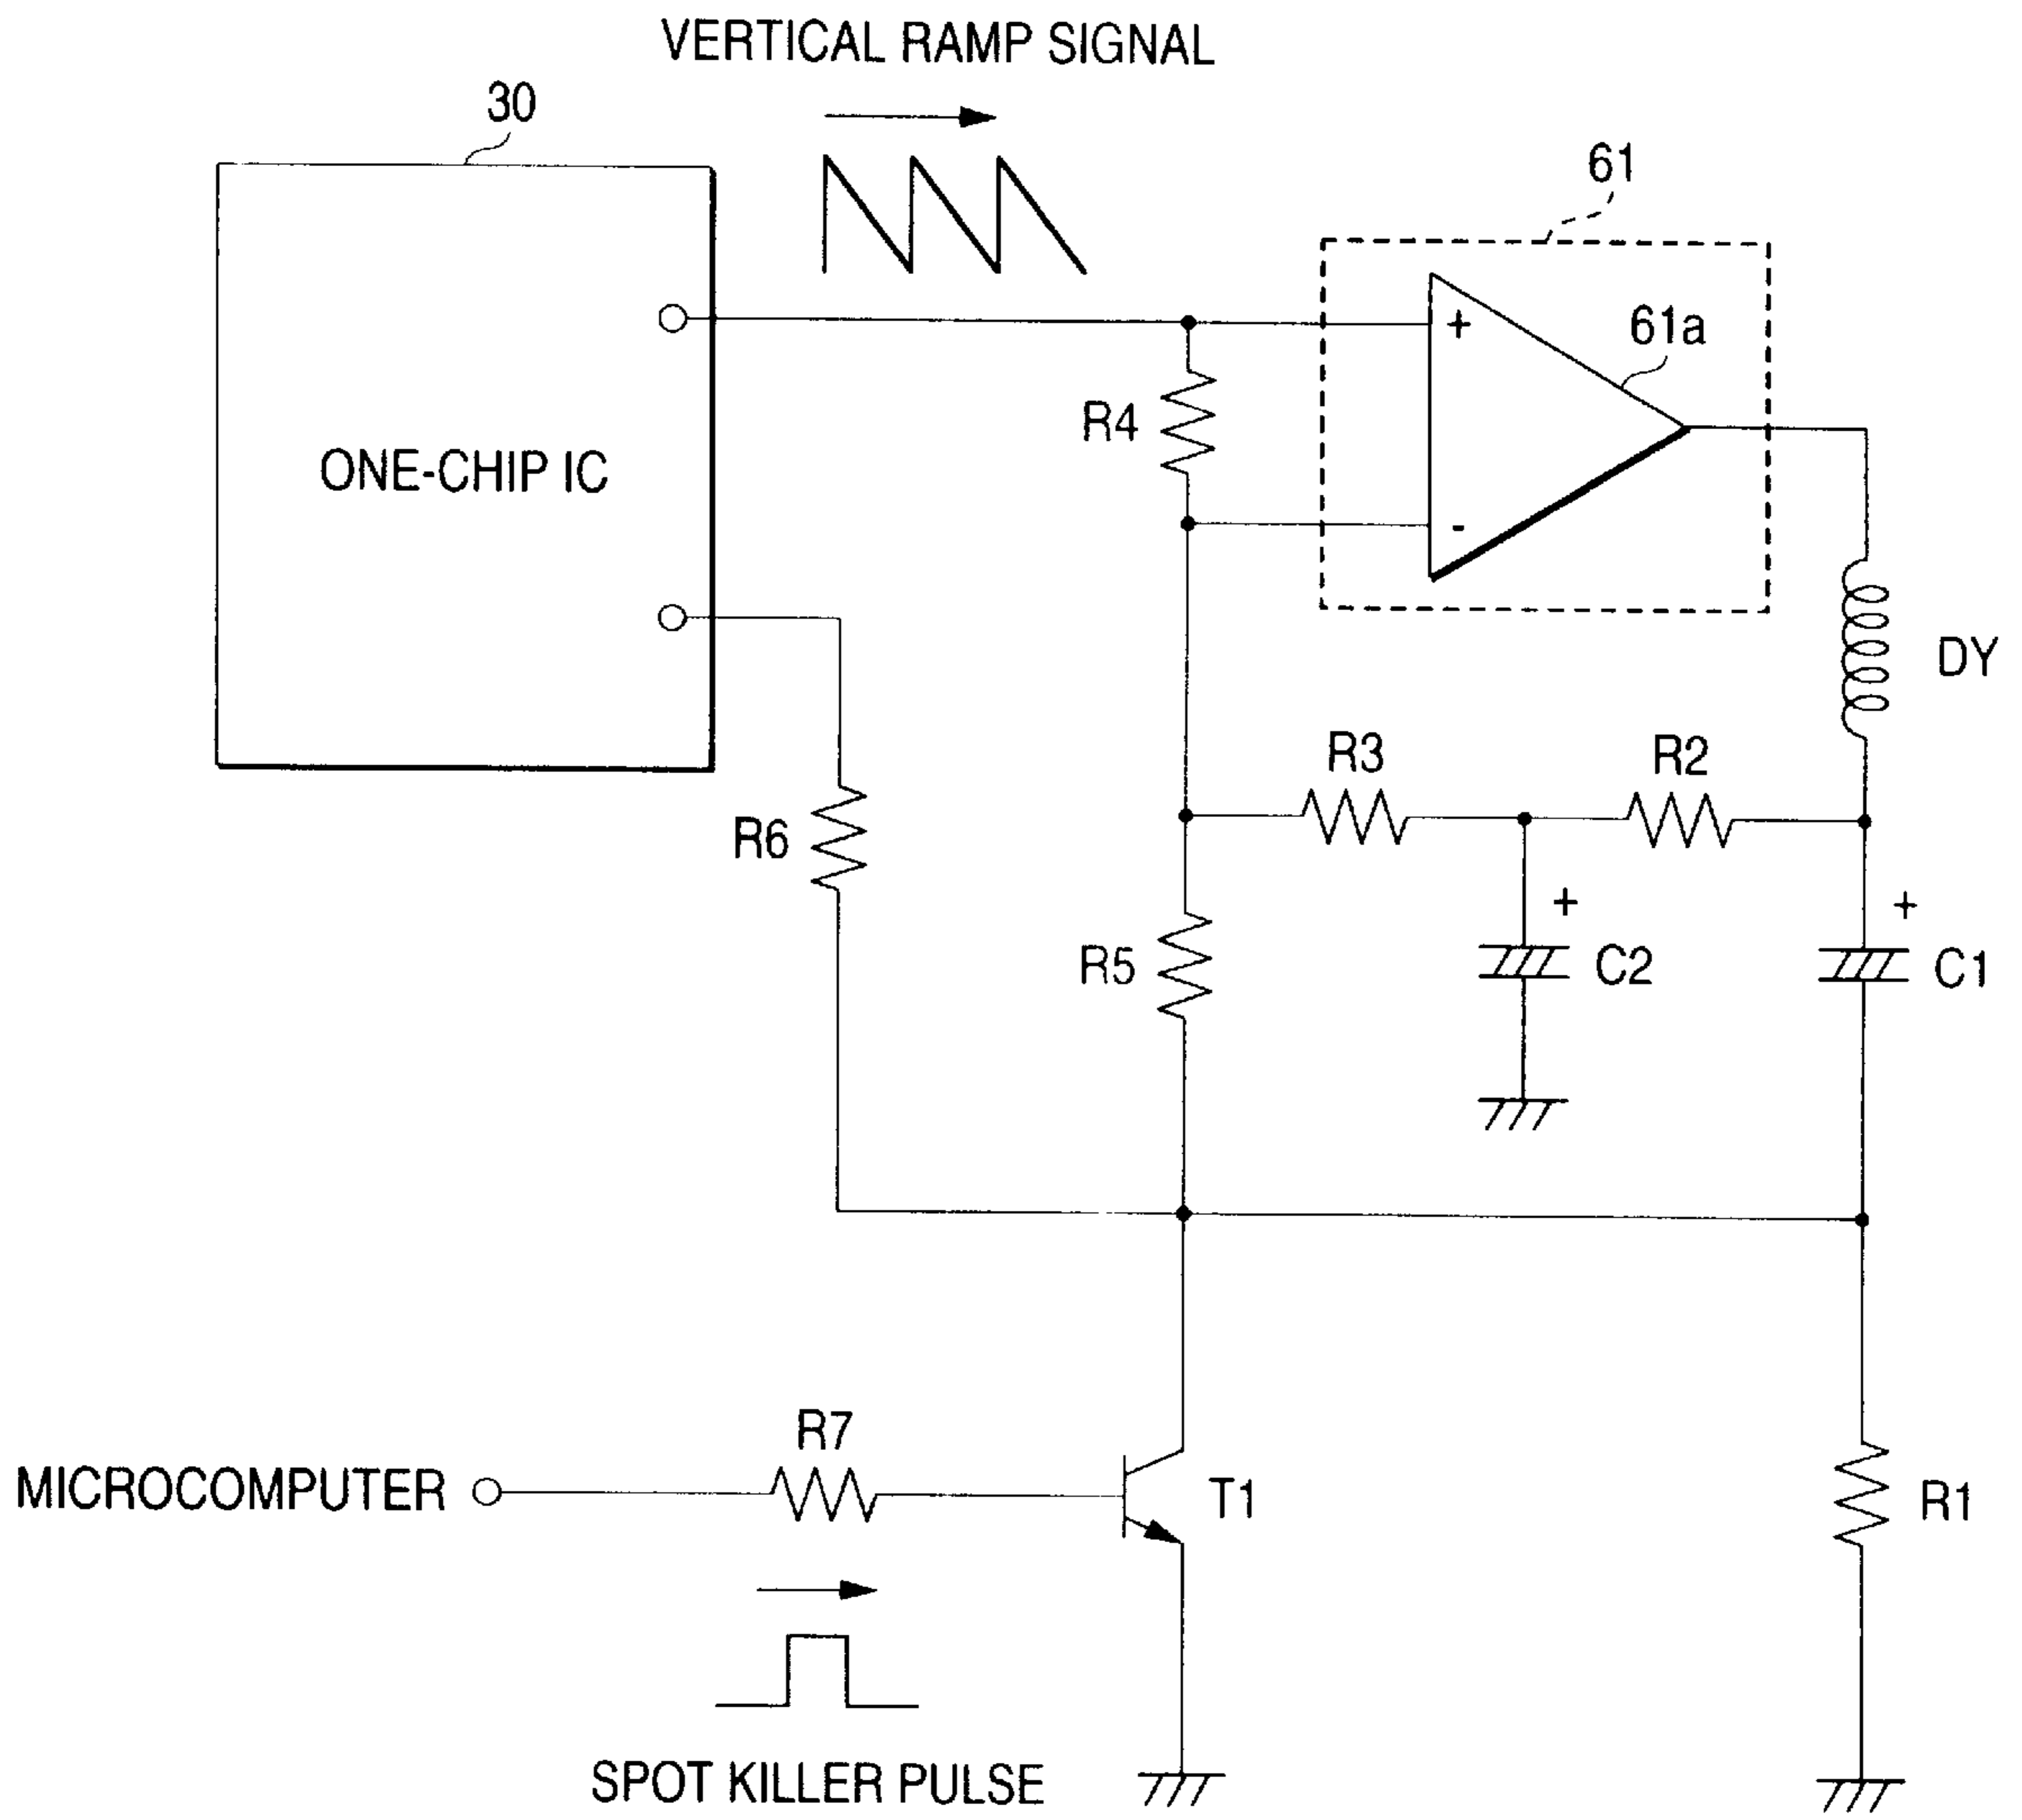 VERTICAL RAMP SIGNAL
30
61
+
61a
R4
ONE-CHIP IC
-
DY
R3
R2
R6
+
+
R5
C2
C1
R7
MICROCOMPUTER
T1
R1
SPOT KILLER PULSE